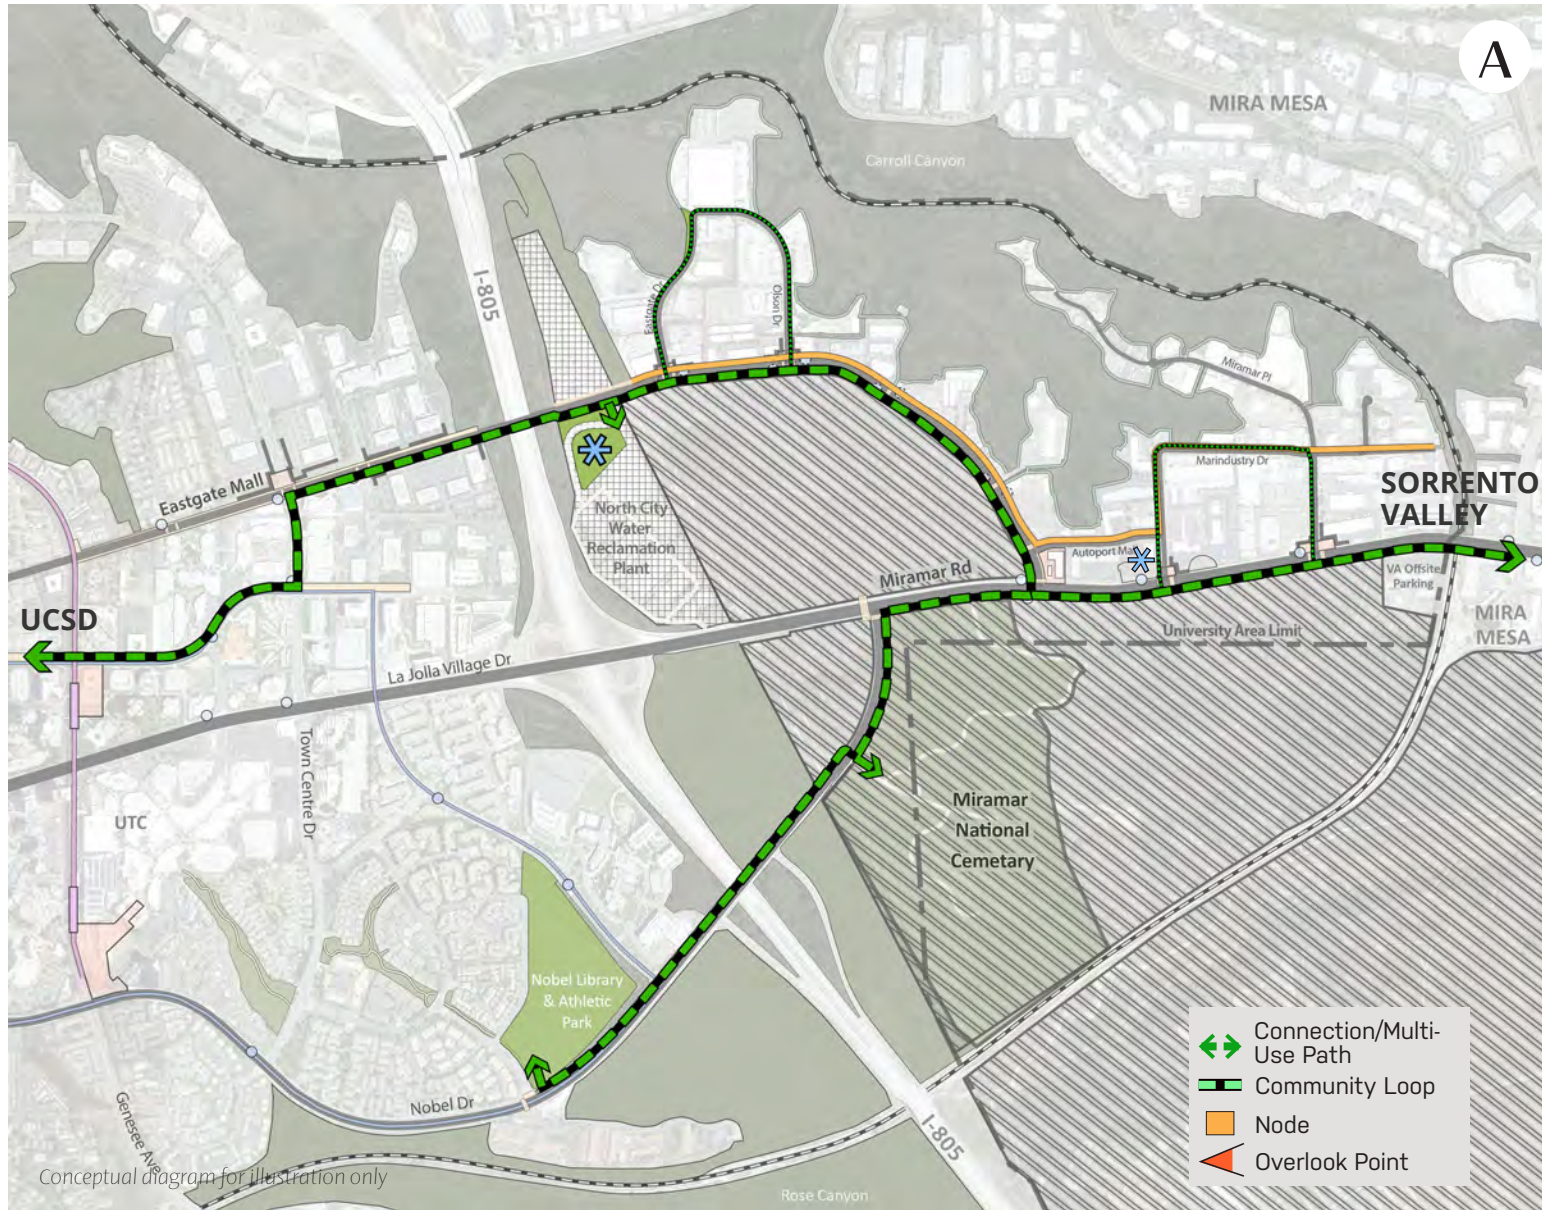 A
MIRA MESA
Carroll Canyon
I-805
Eastgate Dr
Olson Dr
Miramar Pl
Marindustry Dr
Eastgate Mall
SORRENTO
VALLEY
North City
Water
Reclamation
Plant
Autoport Ma
Miramar Rd
VA Offsite
Parking
UCSD
MIRA
MESA
University Area Limit
La Jolla Village Dr
Town Centre Dr
UTC
Miramar
National
Cemetary
Nobel Library
& Athletic
Park
Nobel Dr
Genesee Ave
I-805
Rose Canyon
Connection/Multi-
Use Path
Community Loop
Node
Overlook Point
Conceptual diagram for illustration only